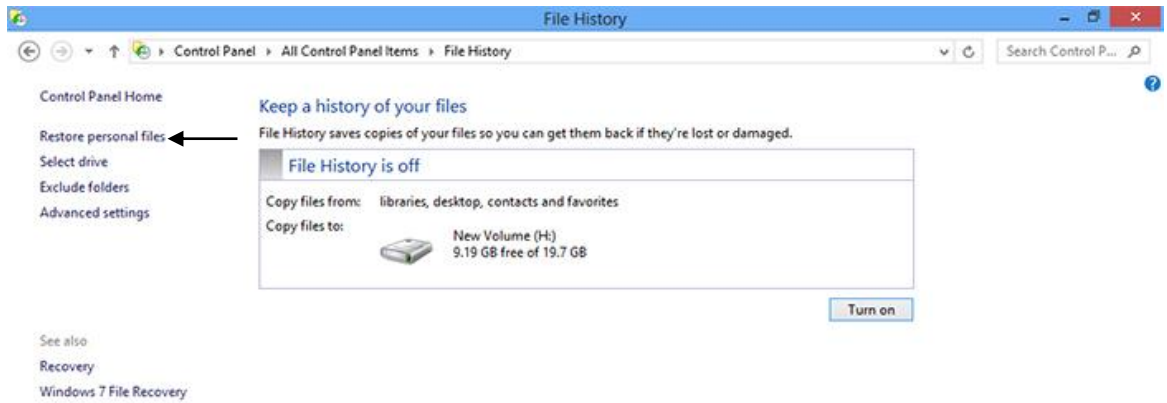 File History
Control Panel All Control Panel Items File History
Search Control P...
Control Panel Home
Restore personal files
Select drive
Exclude folders
Advanced settings
Keep a history of your files
File History saves copies of your files so you can get them back if they're lost or damaged.
File History is off
Copy files from: libraries, desktop, contacts and favorites
Copy files to:
New Volume (H:)
9.19 GB free of 19.7 GB
Turn on
See also
Recovery
Windows 7 File Recovery